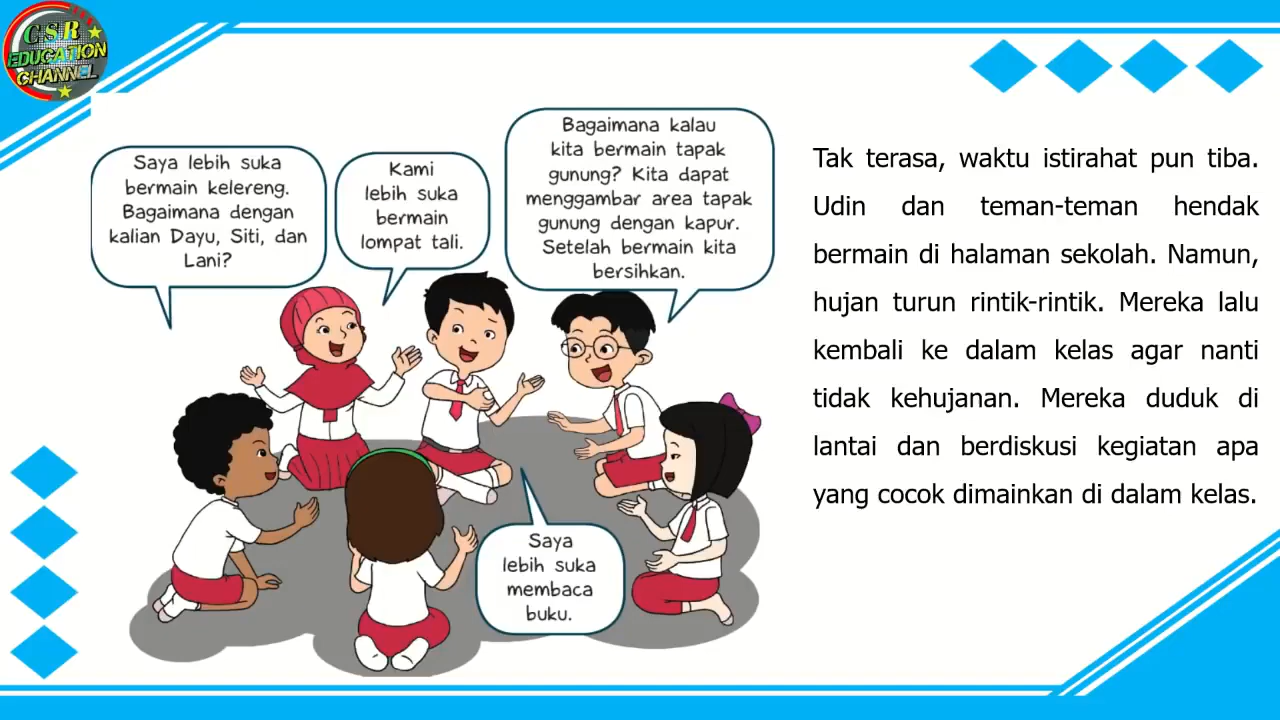 CSR
EDUCATION
CHANNEL
Saya lebih suka
bermain kelereng.
Bagaimana dengan
kalian Dayu, Siti, dan
Lani?
Kami
lebih suka
bermain
lompat tali.
Bagaimana kalau
kita bermain tapak
gunung? Kita dapat
menggambar area tapak
gunung dengan kapur.
Setelah bermain kita
bersihkan.
Saya
lebih suka
membaca
buku.
Tak terasa, waktu istirahat pun tiba.
Udin dan teman-teman hendak
bermain di halaman sekolah. Namun,
hujan turun rintik-rintik. Mereka lalu
kembali ke dalam kelas agar nanti
tidak kehujanan. Mereka duduk di
lantai dan berdiskusi kegiatan apa
yang cocok dimainkan di dalam kelas.